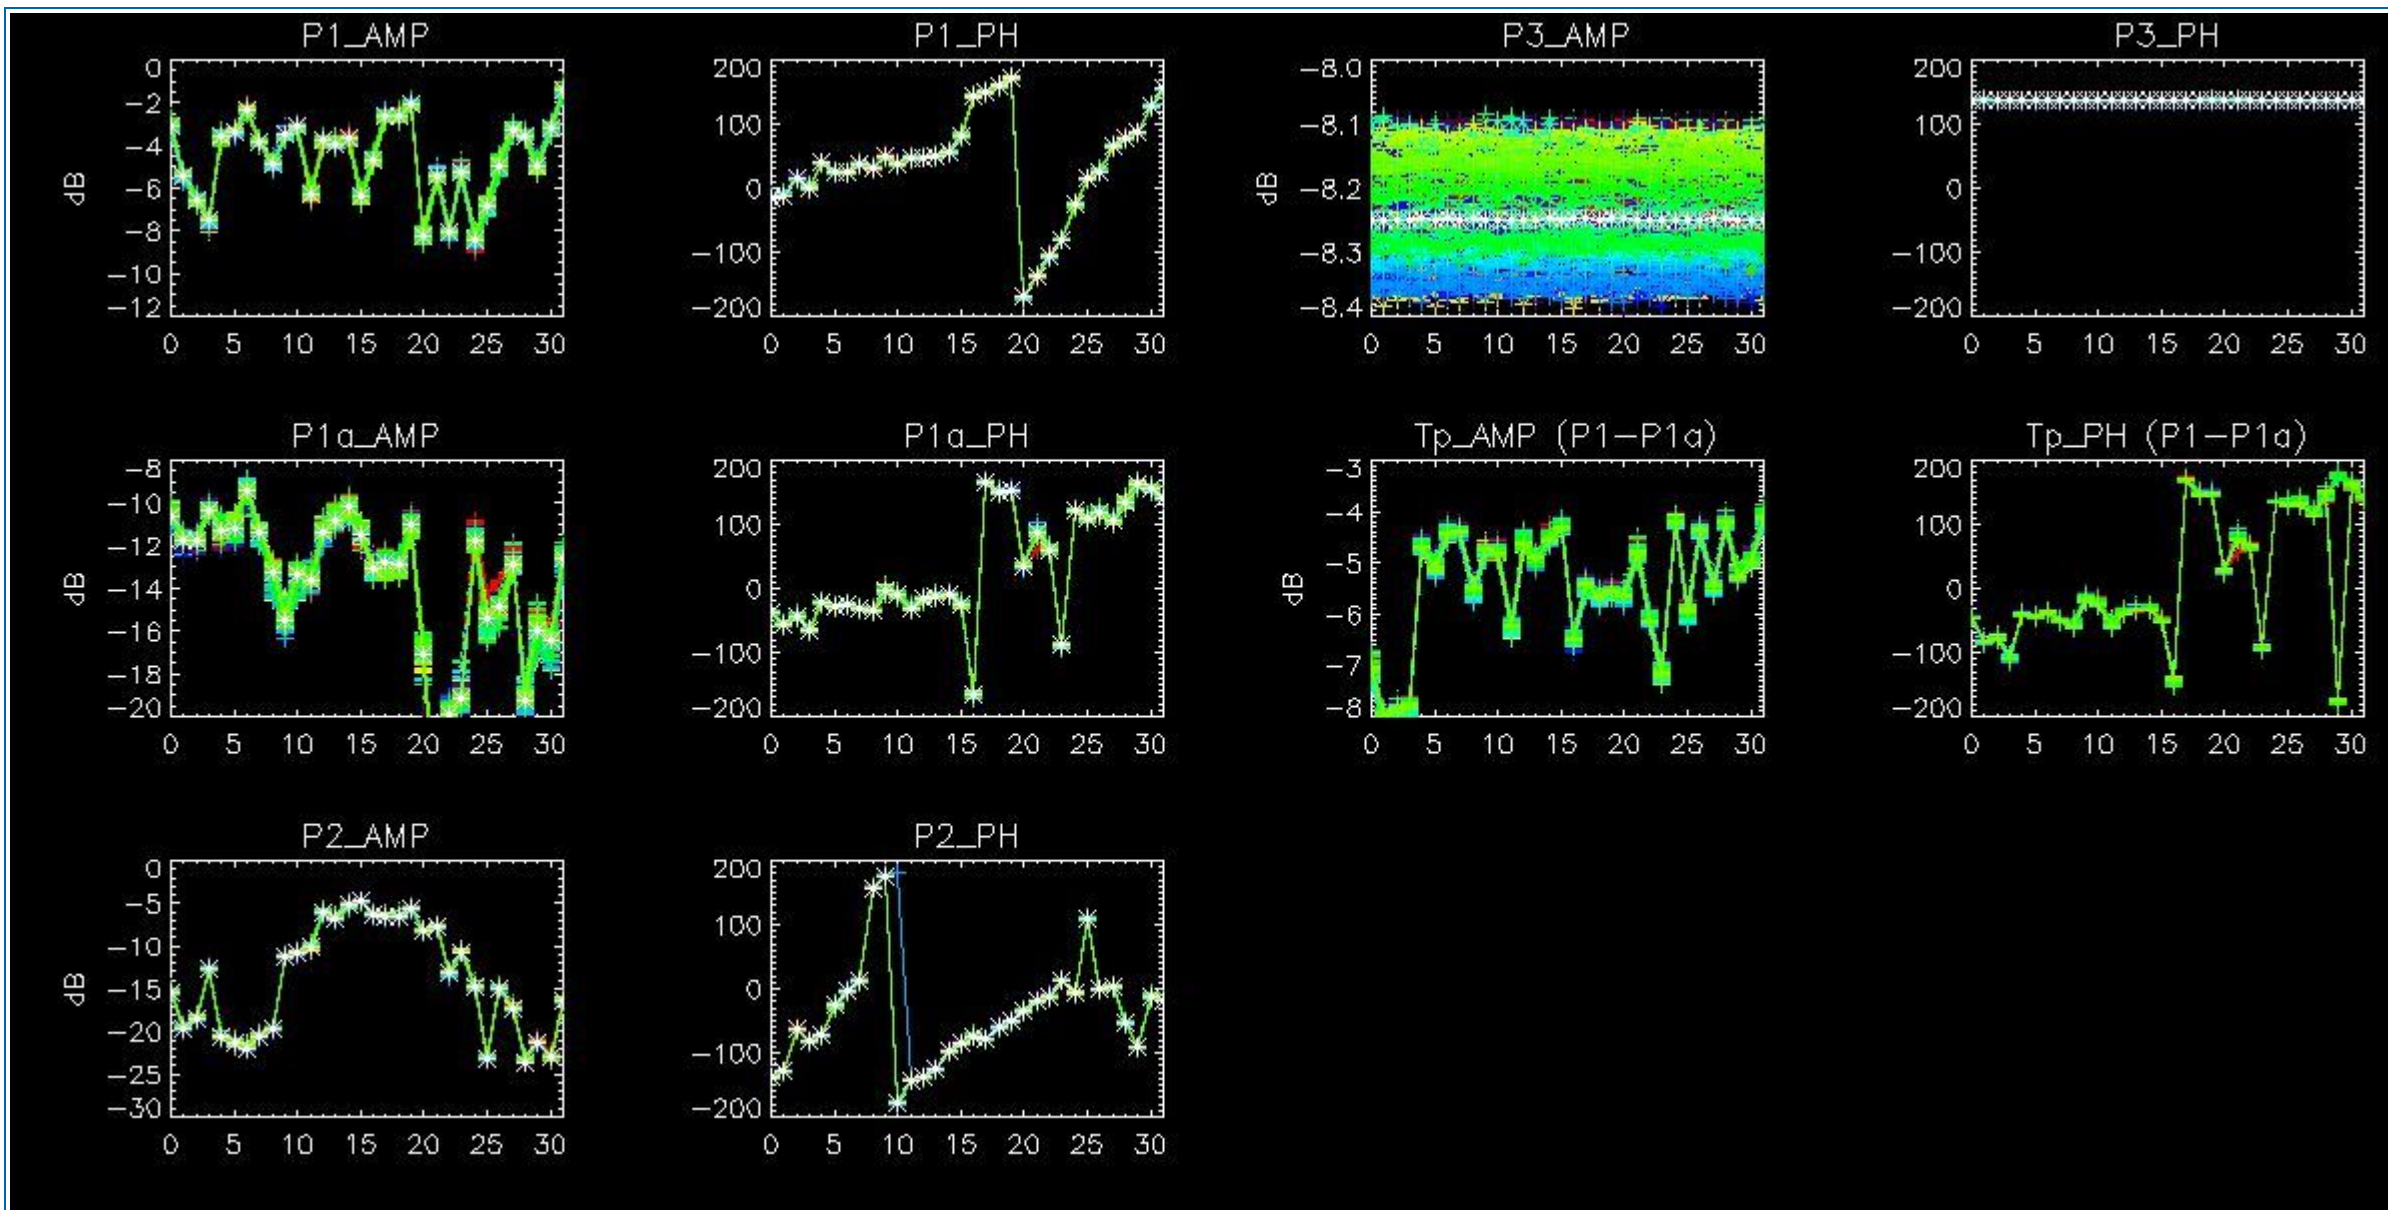 P1_AMP P1_PH P3_AMP P3_PH
0 200 -8.0 200
-2 100 -8.1 100
-4 0 -8.2 0
-6 -100 -8.3 -100
-8 -200 -8.4 -200
-10
-12
dB dB
0 5 10 15 20 25 30 0 5 10 15 20 25 30 0 5 10 15 20 25 30 0 5 10 15 20 25 30
P1a_AMP P1a_PH Tp_AMP (P1-P1a) Tp_PH (P1-P1a)
-8 200 -3 200
-10 100 -4 100
-12 0 -5 0
-14 -100 -6 -100
-16 -200 -7 -200
-18 -8
-20
dB dB
0 5 10 15 20 25 30 0 5 10 15 20 25 30 0 5 10 15 20 25 30 0 5 10 15 20 25 30
P2_AMP P2_PH
0 200
-5 100
-10 0
-15 -100
-20 -200
-25
-30
dB
0 5 10 15 20 25 30 0 5 10 15 20 25 30